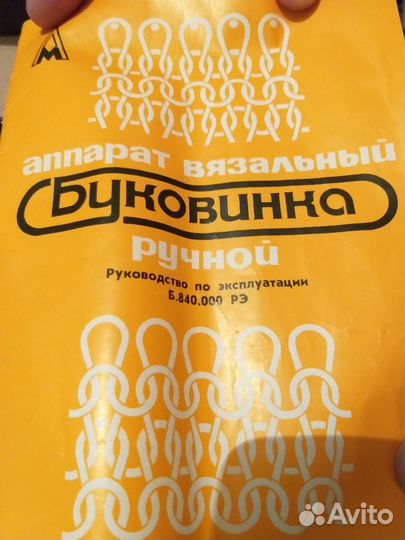 М
аппарат вязальный
Буковинка
ручной
Руководство по эксплуатации
Б.840.000 РЭ
Avito